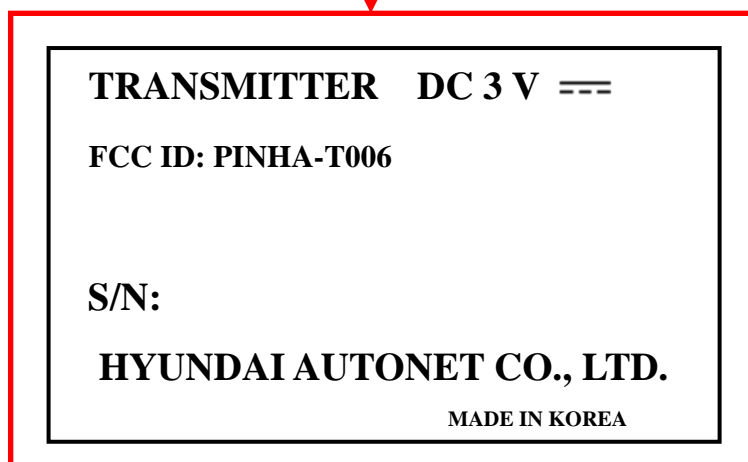 TRANSMITTER DC 3 V ⎓
FCC ID: PINHA-T006
S/N:
HYUNDAI AUTONET CO., LTD.
MADE IN KOREA